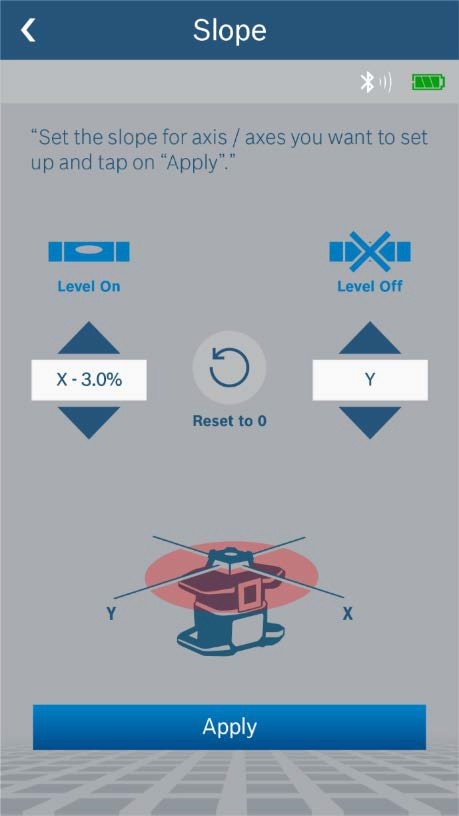 Slope
“Set the slope for axis / axes you want to set
up and tap on “Apply”.”
Level On
Level Off
X - 3.0%
Y
Reset to 0
Y
X
Apply